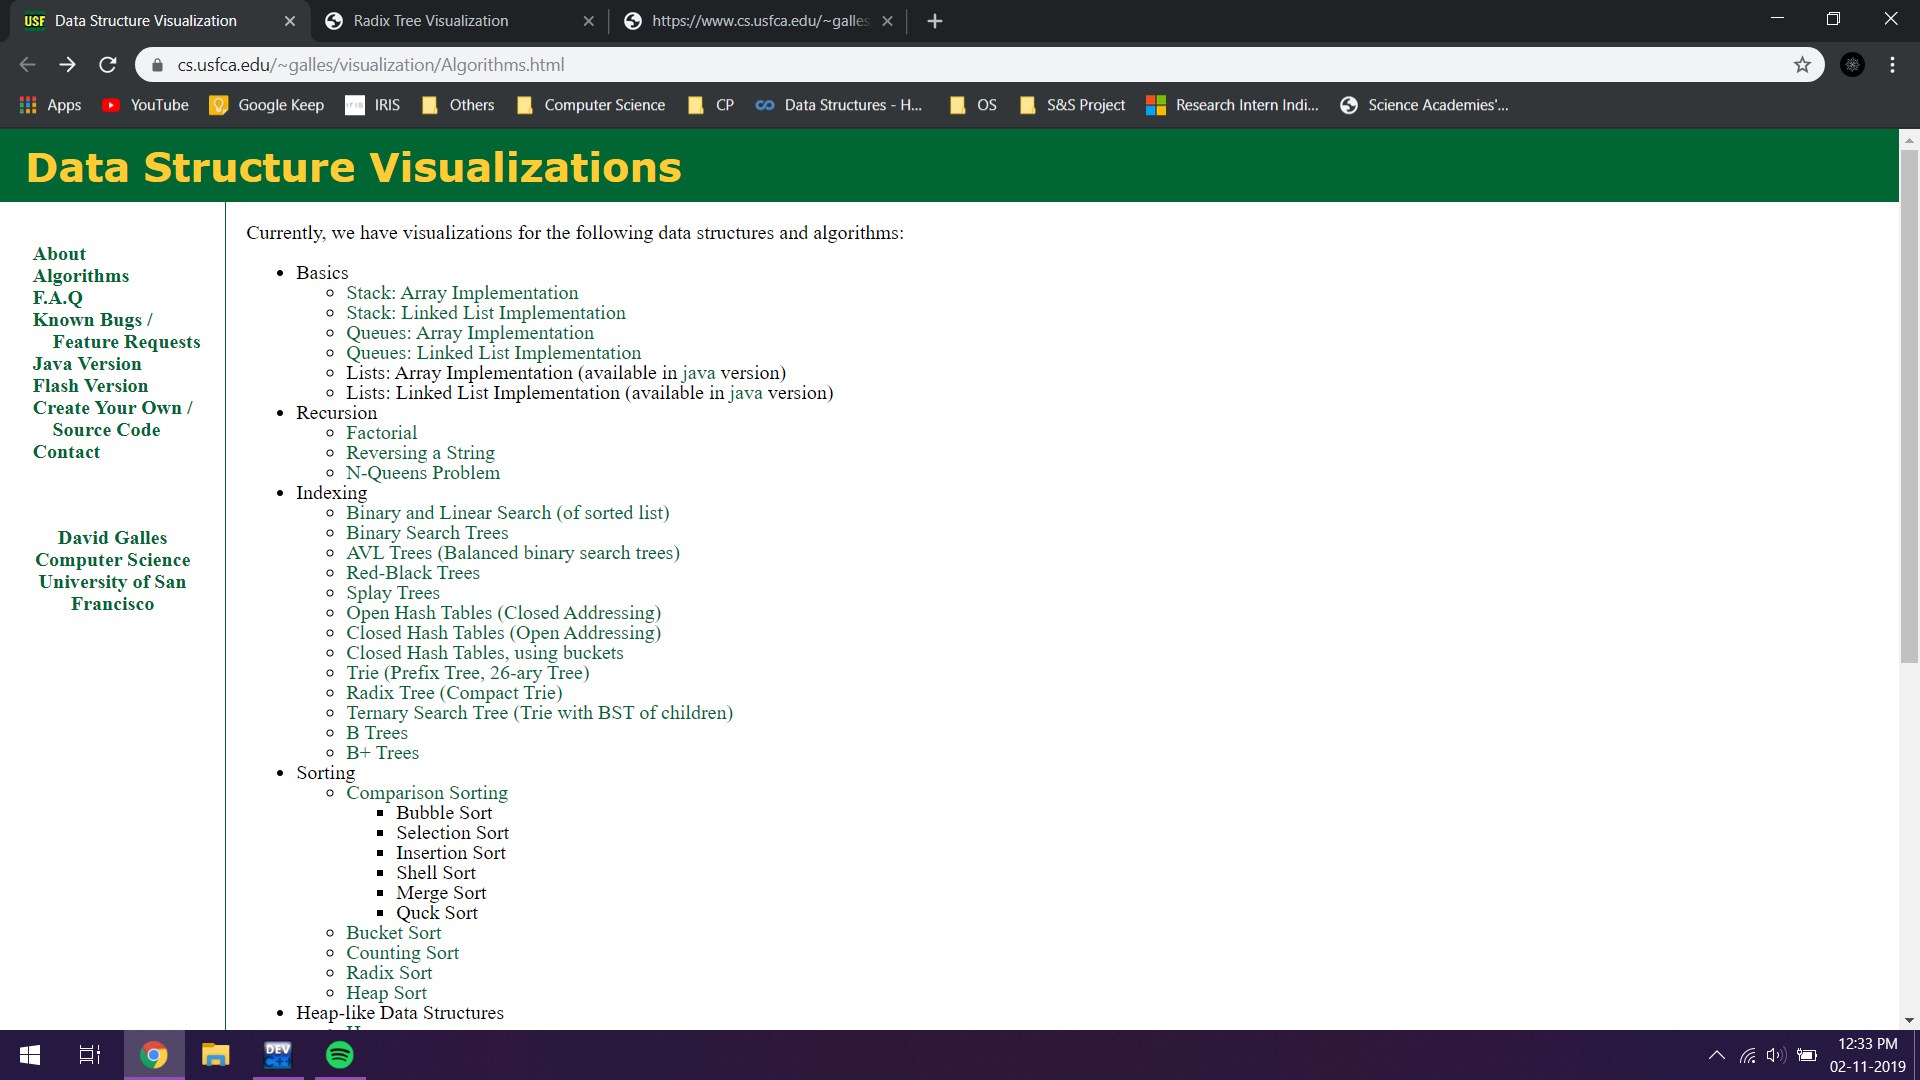 USF Data Structure Visualization
Radix Tree Visualization
https://www.cs.usfca.edu/~galles
cs.usfca.edu/~galles/visualization/Algorithms.html
Apps YouTube Google Keep IRIS IRIS Others Computer Science CP Data Structures - H... OS S&S Project Research Intern Indi... Science Academies'...
Data Structure Visualizations
About
Algorithms
F.A.Q
Known Bugs /
Feature Requests
Java Version
Flash Version
Create Your Own /
Source Code
Contact
David Galles
Computer Science
University of San
Francisco
Currently, we have visualizations for the following data structures and algorithms:
Basics
Stack: Array Implementation
Stack: Linked List Implementation
Queues: Array Implementation
Queues: Linked List Implementation
Lists: Array Implementation (available in java version)
Lists: Linked List Implementation (available in java version)
Recursion
Factorial
Reversing a String
N-Queens Problem
Indexing
Binary and Linear Search (of sorted list)
Binary Search Trees
AVL Trees (Balanced binary search trees)
Red-Black Trees
Splay Trees
Open Hash Tables (Closed Addressing)
Closed Hash Tables (Open Addressing)
Closed Hash Tables, using buckets
Trie (Prefix Tree, 26-ary Tree)
Radix Tree (Compact Trie)
Ternary Search Tree (Trie with BST of children)
B Trees
B+ Trees
Sorting
Comparison Sorting
Bubble Sort
Selection Sort
Insertion Sort
Shell Sort
Merge Sort
Quck Sort
Bucket Sort
Counting Sort
Radix Sort
Heap Sort
Heap-like Data Structures
DEV
12:33 PM
02-11-2019